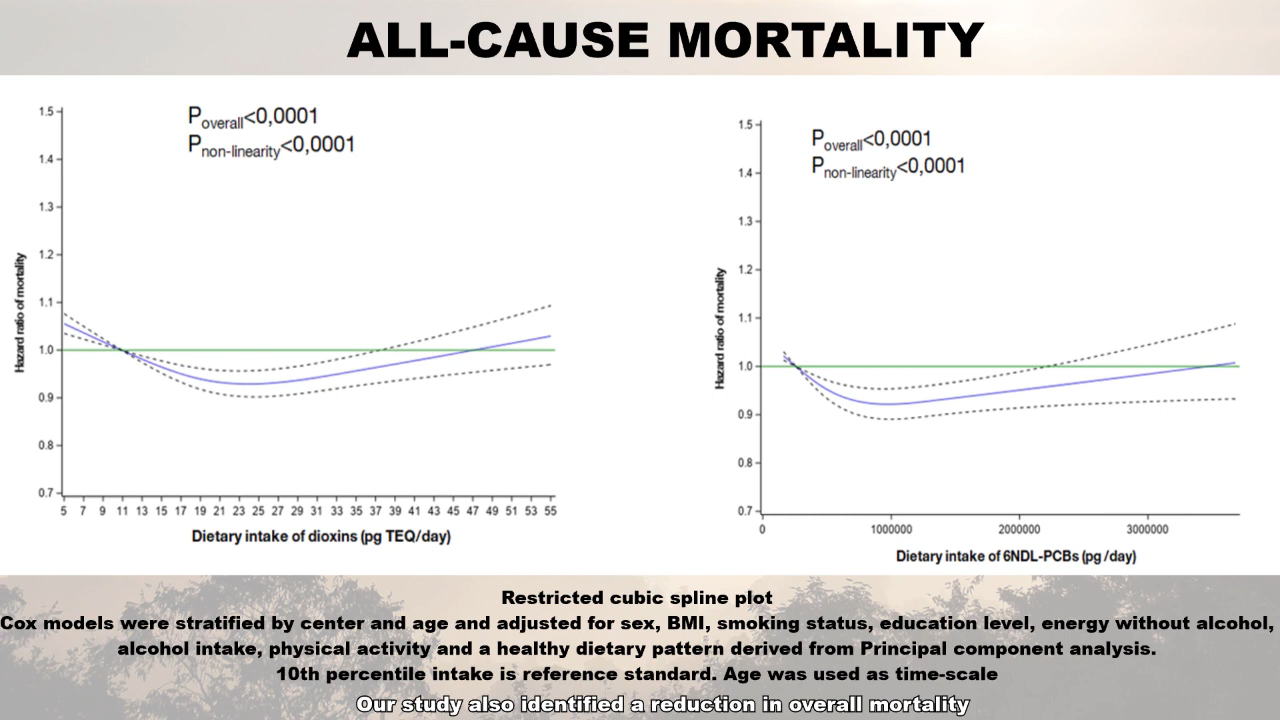 ALL-CAUSE MORTALITY
P overall<0,0001
P non-linearity<0,0001
1.5
1.4
1.3
1.2
1.1
1.0
0.9
0.8
0.7
Hazard ratio of mortality
5 7 9 11 13 15 17 19 21 23 25 27 29 31 33 35 37 39 41 43 45 47 49 51 53 55
Dietary intake of dioxins (pg TEQ/day)
P overall<0,0001
P non-linearity<0,0001
1.5
1.4
1.3
1.2
1.1
1.0
0.9
0.8
0.7
Hazard ratio of mortality
0 1000000 2000000 3000000
Dietary intake of 6NDL-PCBs (pg /day)
Restricted cubic spline plot
Cox models were stratified by center and age and adjusted for sex, BMI, smoking status, education level, energy without alcohol,
alcohol intake, physical activity and a healthy dietary pattern derived from Principal component analysis.
10th percentile intake is reference standard. Age was used as time-scale
Our study also identified a reduction in overall mortality